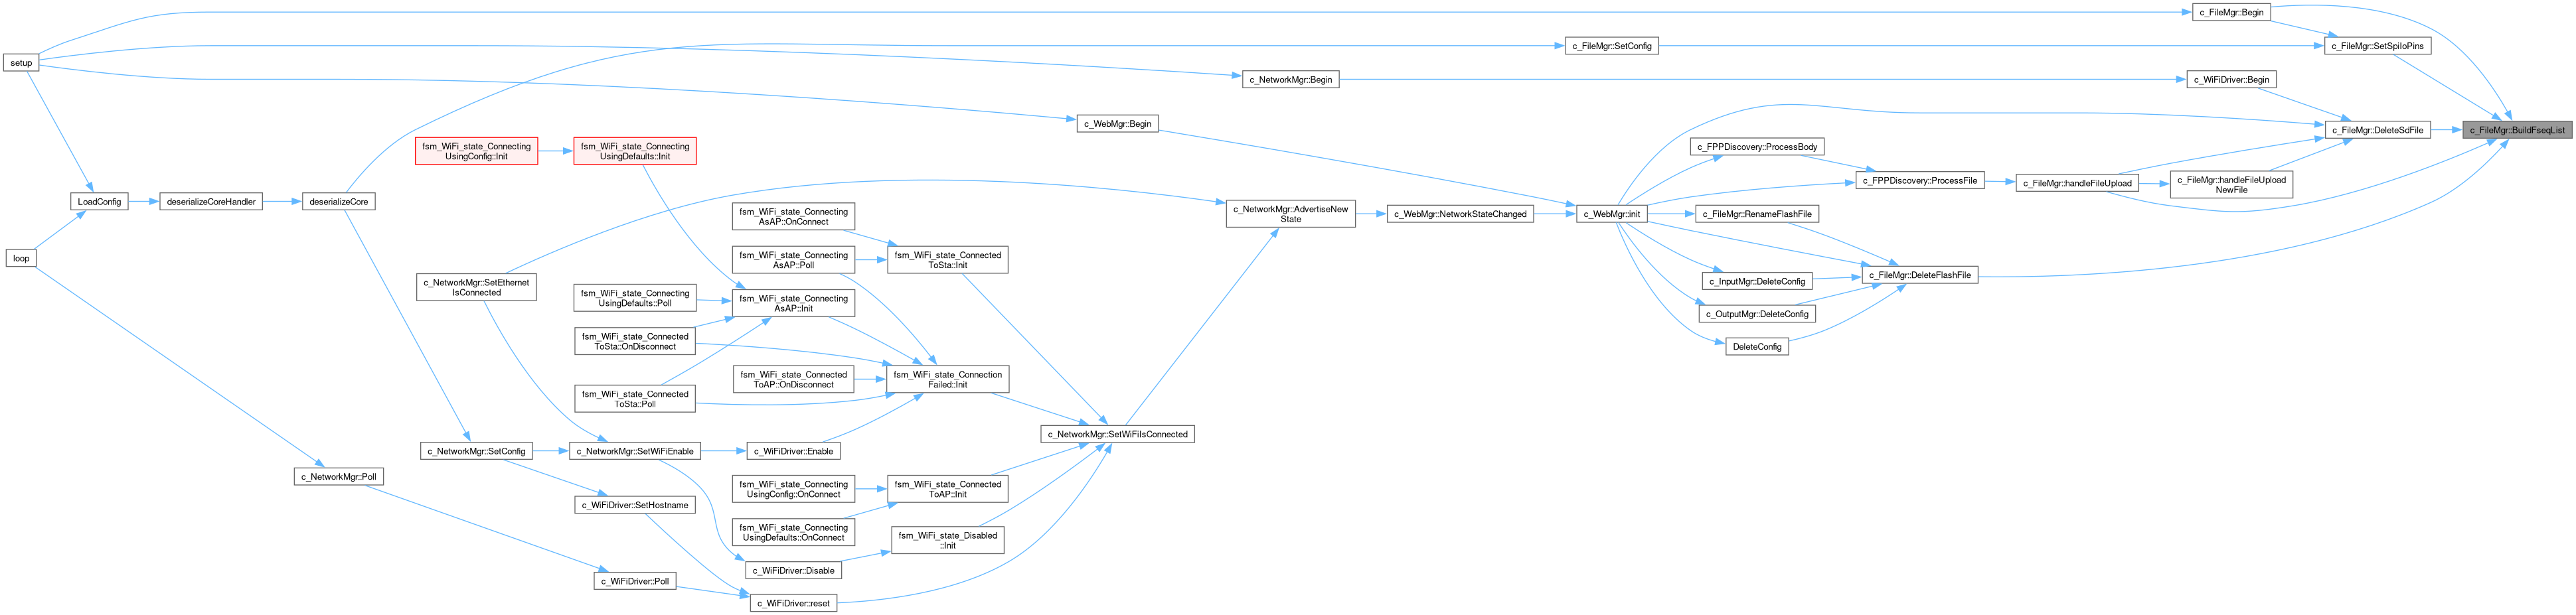 c_FileMgr::Begin
c_FileMgr::SetConfig
c_FileMgr::SetSpiIoPins
setup
c_NetworkMgr::Begin
c_WiFiDriver::Begin
c_WebMgr::Begin
c_FileMgr::DeleteSdFile
c_FileMgr::BuildFseqList
fsm_WiFi_state_Connecting
UsingConfig::Init
fsm_WiFi_state_Connecting
UsingDefaults::Init
c_FPPDiscovery::ProcessBody
c_FPPDiscovery::ProcessFile
c_FileMgr::handleFileUpload
c_FileMgr::handleFileUpload
NewFile
LoadConfig
deserializeCoreHandler
deserializeCore
fsm_WiFi_state_Connecting
AsAP::OnConnect
c_NetworkMgr::AdvertiseNew
State
c_WebMgr::NetworkStateChanged
c_WebMgr::init
c_FileMgr::RenameFlashFile
loop
fsm_WiFi_state_Connecting
AsAP::Poll
fsm_WiFi_state_Connected
ToSta::Init
c_NetworkMgr::SetEthernet
IsConnected
c_InputMgr::DeleteConfig
c_FileMgr::DeleteFlashFile
fsm_WiFi_state_Connecting
UsingDefaults::Poll
fsm_WiFi_state_Connecting
AsAP::Init
c_OutputMgr::DeleteConfig
fsm_WiFi_state_Connected
ToSta::OnDisconnect
DeleteConfig
fsm_WiFi_state_Connected
ToAP::OnDisconnect
fsm_WiFi_state_Connection
Failed::Init
fsm_WiFi_state_Connected
ToSta::Poll
c_NetworkMgr::SetWiFiIsConnected
c_NetworkMgr::SetConfig
c_NetworkMgr::SetWiFiEnable
c_WiFiDriver::Enable
c_NetworkMgr::Poll
fsm_WiFi_state_Connecting
UsingConfig::OnConnect
fsm_WiFi_state_Connected
ToAP::Init
c_WiFiDriver::SetHostname
fsm_WiFi_state_Connecting
UsingDefaults::OnConnect
fsm_WiFi_state_Disabled
::Init
c_WiFiDriver::Disable
c_WiFiDriver::Poll
c_WiFiDriver::reset